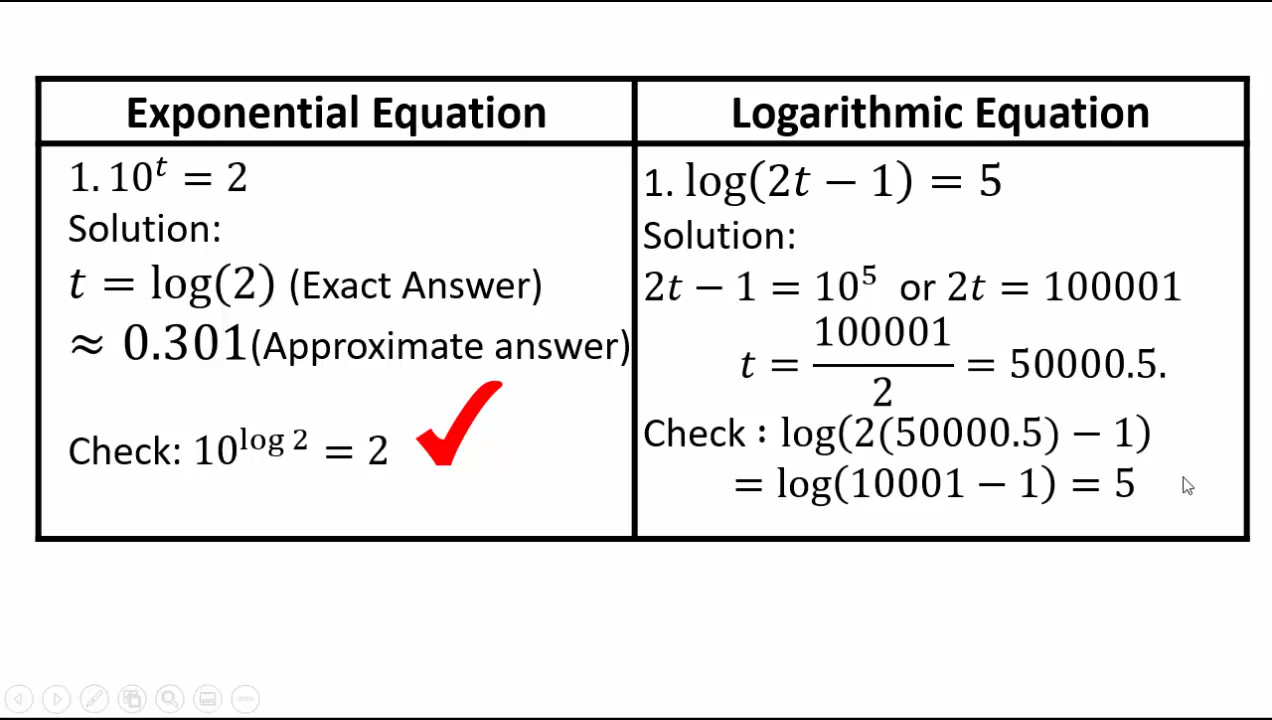 Exponential Equation
1. 10^t = 2
Solution:
t = log(2) (Exact Answer)
≈ 0.301(Approximate answer)
Check: 10^{log 2} = 2
Logarithmic Equation
1. log(2t − 1) = 5
Solution:
2t − 1 = 10^5 or 2t = 100001
t = \frac{100001}{2} = 50000.5.
Check : log(2(50000.5) − 1)
= log(10001 − 1) = 5